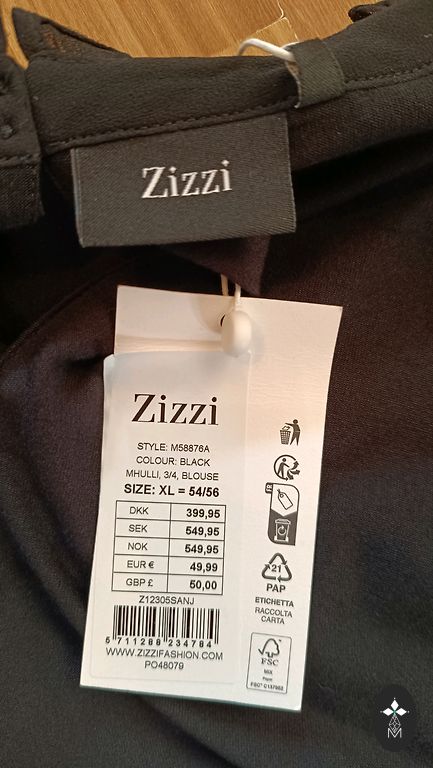 Zizzi
Zizzi
STYLE: M58876A
COLOUR: BLACK
MHULLI, 3/4, BLOUSE
SIZE: XL = 54/56
DKK 399,95
SEK 549,95
NOK 549,95
EUR € 49,99
GBP £ 50,00
Z12305SANJ
5 711288 234784
WWW.ZIZZIFASHION.COM
PO48079
21
PAP
ETICHETTA
RACCOLTA
CARTA
FSC
MIX